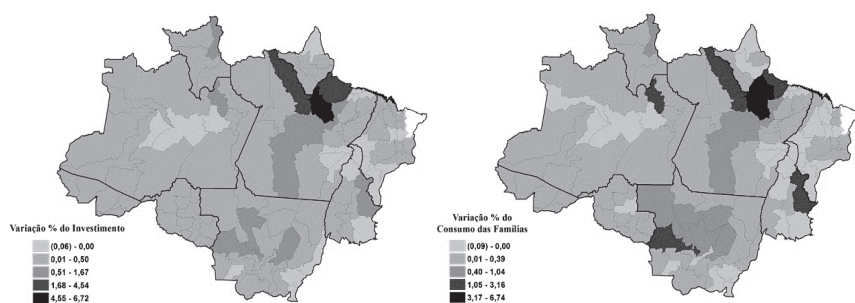 Variação % do Investimento
(0,06) - 0,00
0,01 - 0,50
0,51 - 1,67
1,68 - 4,54
4,55 - 6,72
Variação % do
Consumo das Famílias
(0,09) - 0,00
0,01 - 0,39
0,40 - 1,04
1,05 - 3,16
3,17 - 6,74